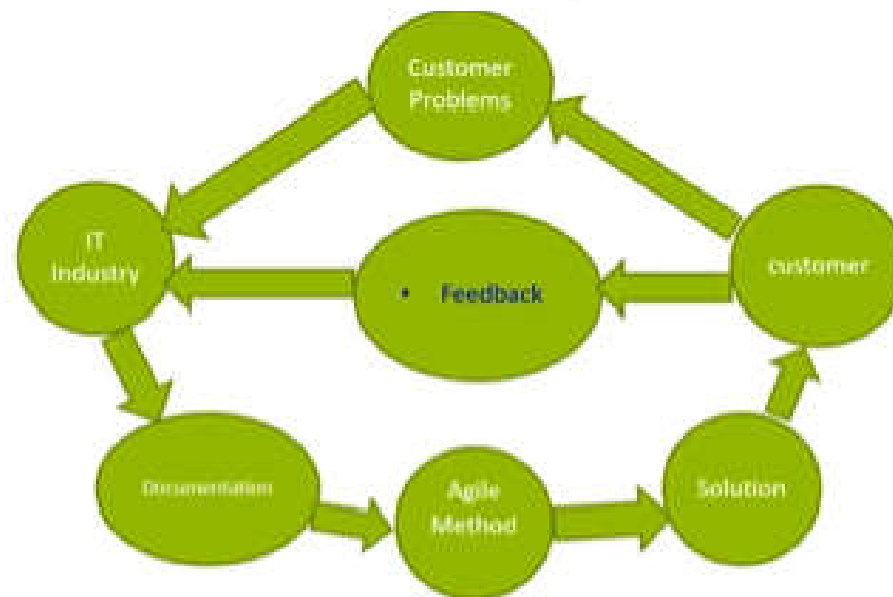 Customer
Problems
IT
Industry
• Feedback
customer
Documentation
Agile
Method
Solution